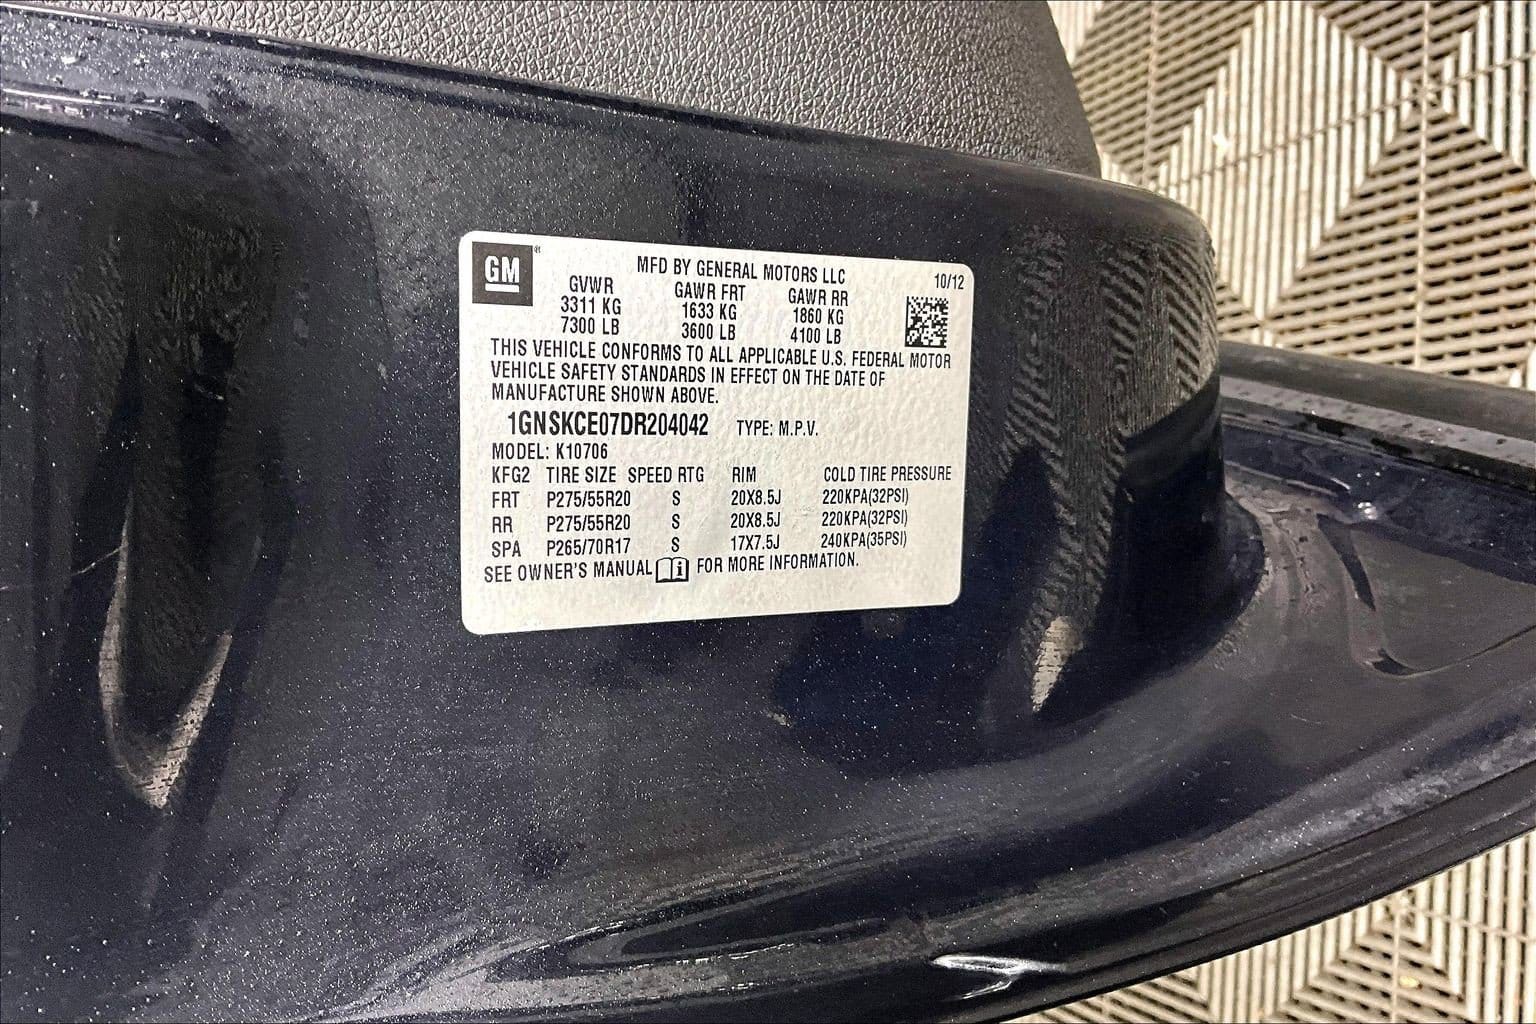 GM ® MFD BY GENERAL MOTORS LLC 10/12
GVWR GAWR FRT GAWR RR
3311 KG 1633 KG 1860 KG
7300 LB 3600 LB 4100 LB
THIS VEHICLE CONFORMS TO ALL APPLICABLE U.S. FEDERAL MOTOR
VEHICLE SAFETY STANDARDS IN EFFECT ON THE DATE OF
MANUFACTURE SHOWN ABOVE.
1GNSKCE07DR204042 TYPE: M.P.V.
MODEL: K10706
KFG2 TIRE SIZE SPEED RTG RIM COLD TIRE PRESSURE
FRT P275/55R20 S 20X8.5J 220KPA(32PSI)
RR P275/55R20 S 20X8.5J 220KPA(32PSI)
SPA P265/70R17 S 17X7.5J 240KPA(35PSI)
SEE OWNER'S MANUAL i FOR MORE INFORMATION.